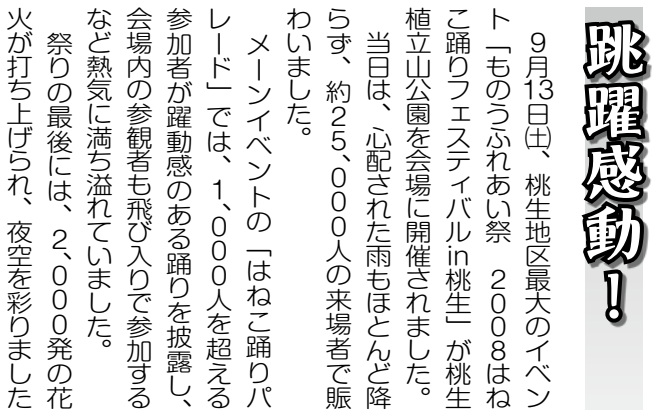 跳躍感動！
９月13日㈯、桃生地区最大のイベン
ト「ものうふれあい祭　２００８はね
こ踊りフェスティバルin桃生」が桃生
植立山公園を会場に開催されました。
当日は、心配された雨もほとんど降
らず、約２５、０００人の来場者で賑
わいました。
メーンイベントの「はねこ踊りパ
レード」では、１、０００人を超える
参加者が躍動感のある踊りを披露し、
会場内の参観者も飛び入りで参加する
など熱気に満ち溢れていました。
祭りの最後には、２、０００発の花
火が打ち上げられ、夜空を彩りました